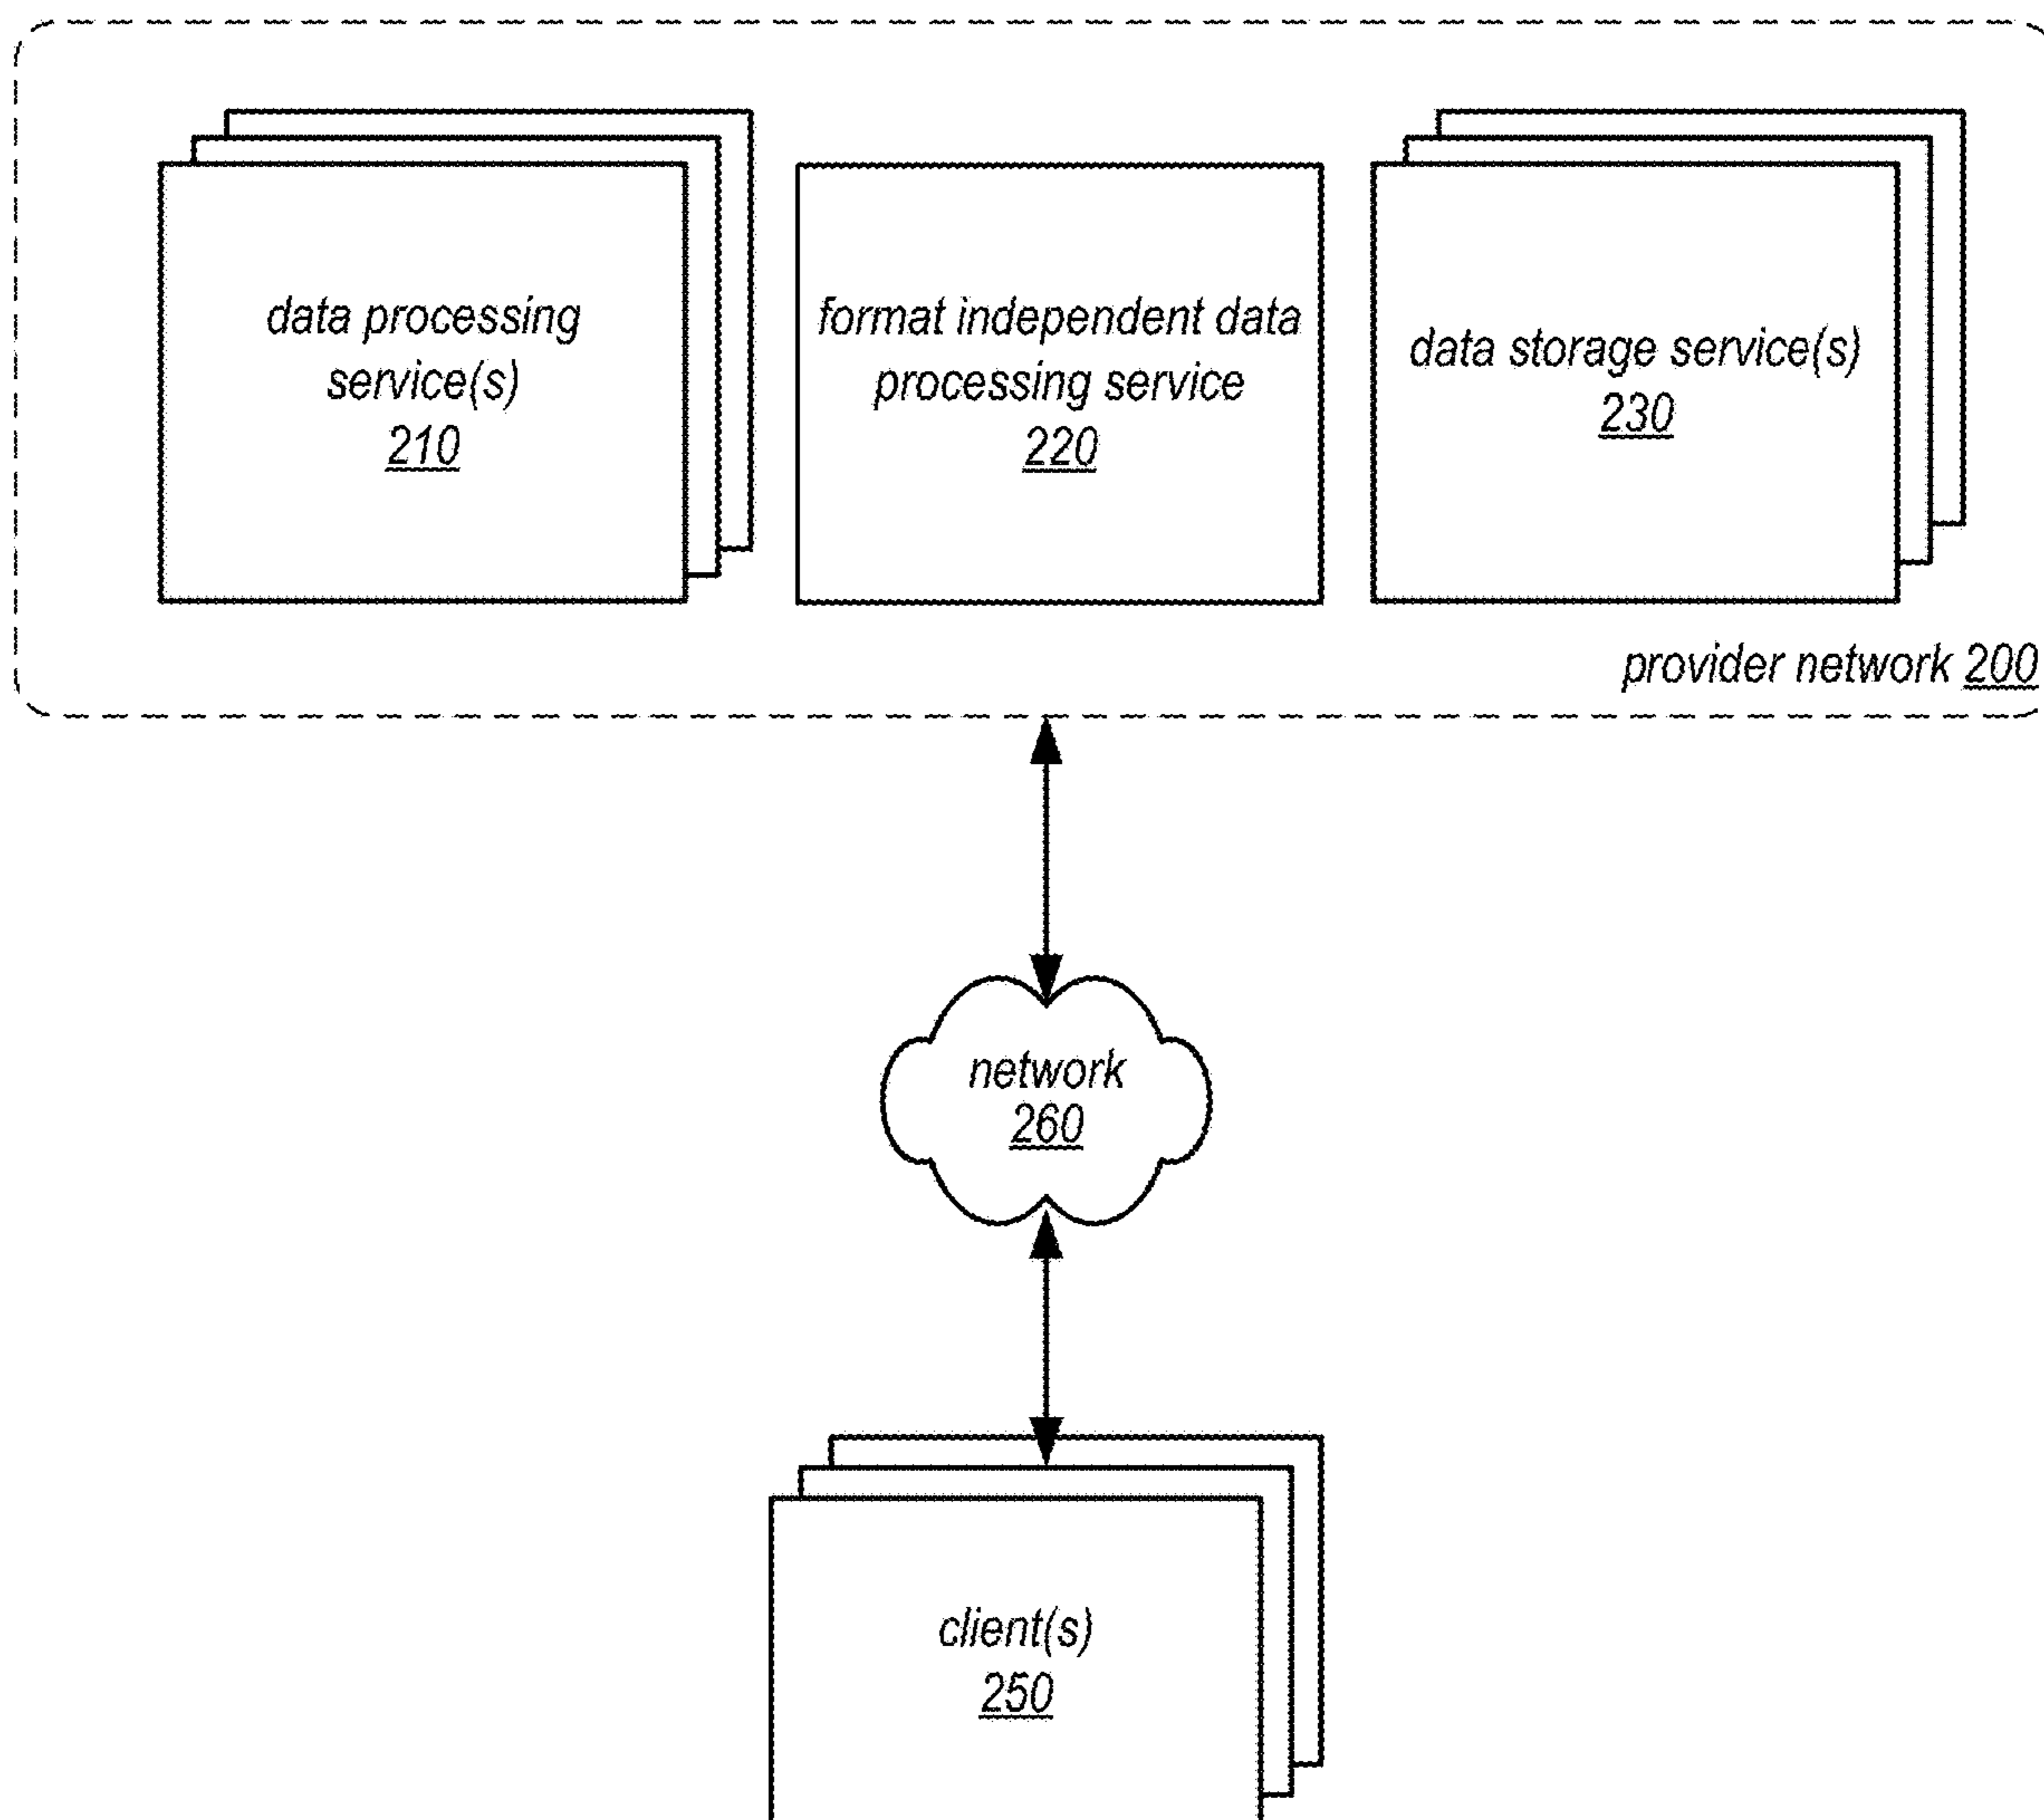 data processing
service(s)
210
format independent data
processing service
220
data storage service(s)
230
provider network 200
network
260
client(s)
250